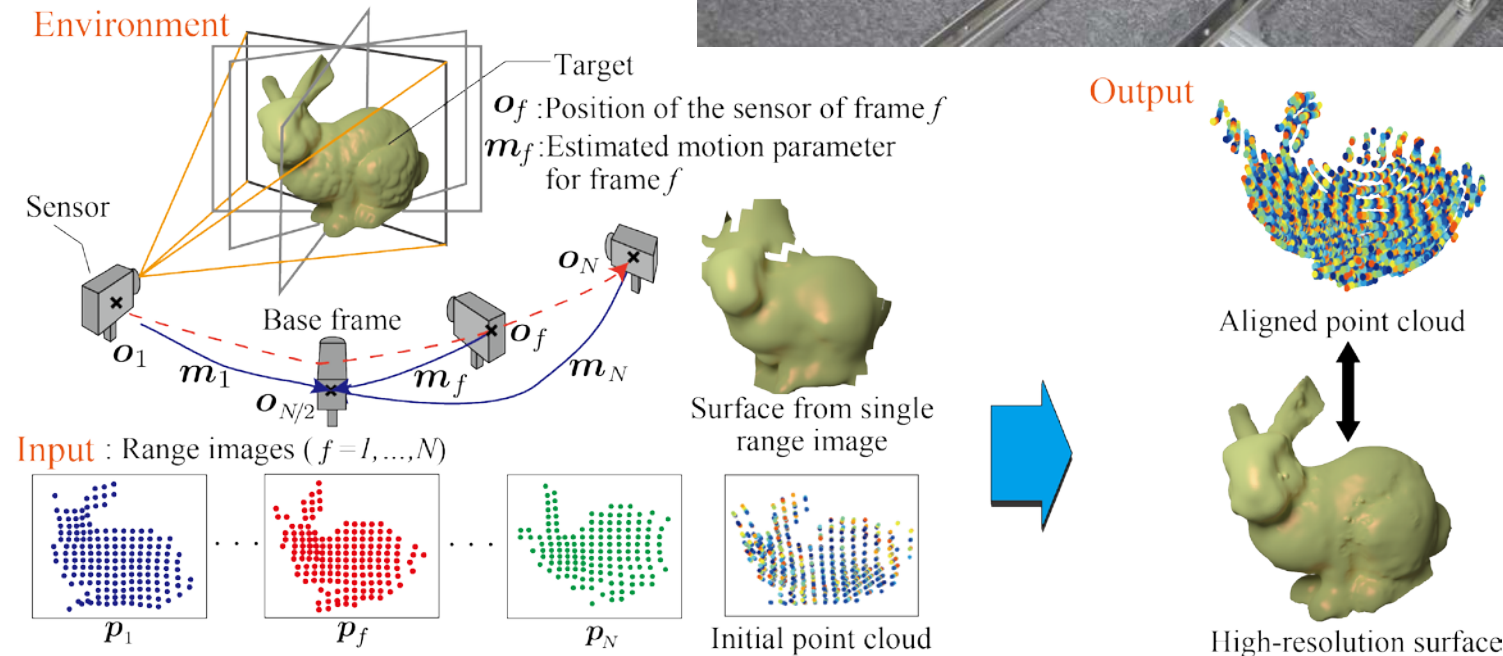 Environment
Target
o_f :Position of the sensor of frame f
m_f :Estimated motion parameter
for frame f
Sensor
o_1
Base frame
o_{N/2}
o_f
o_N
m_1
m_f
m_N
Surface from single
range image
Input : Range images ( f =1,...,N)
p_1
. . .
p_f
. . .
p_N
Initial point cloud
Output
Aligned point cloud
High-resolution surface